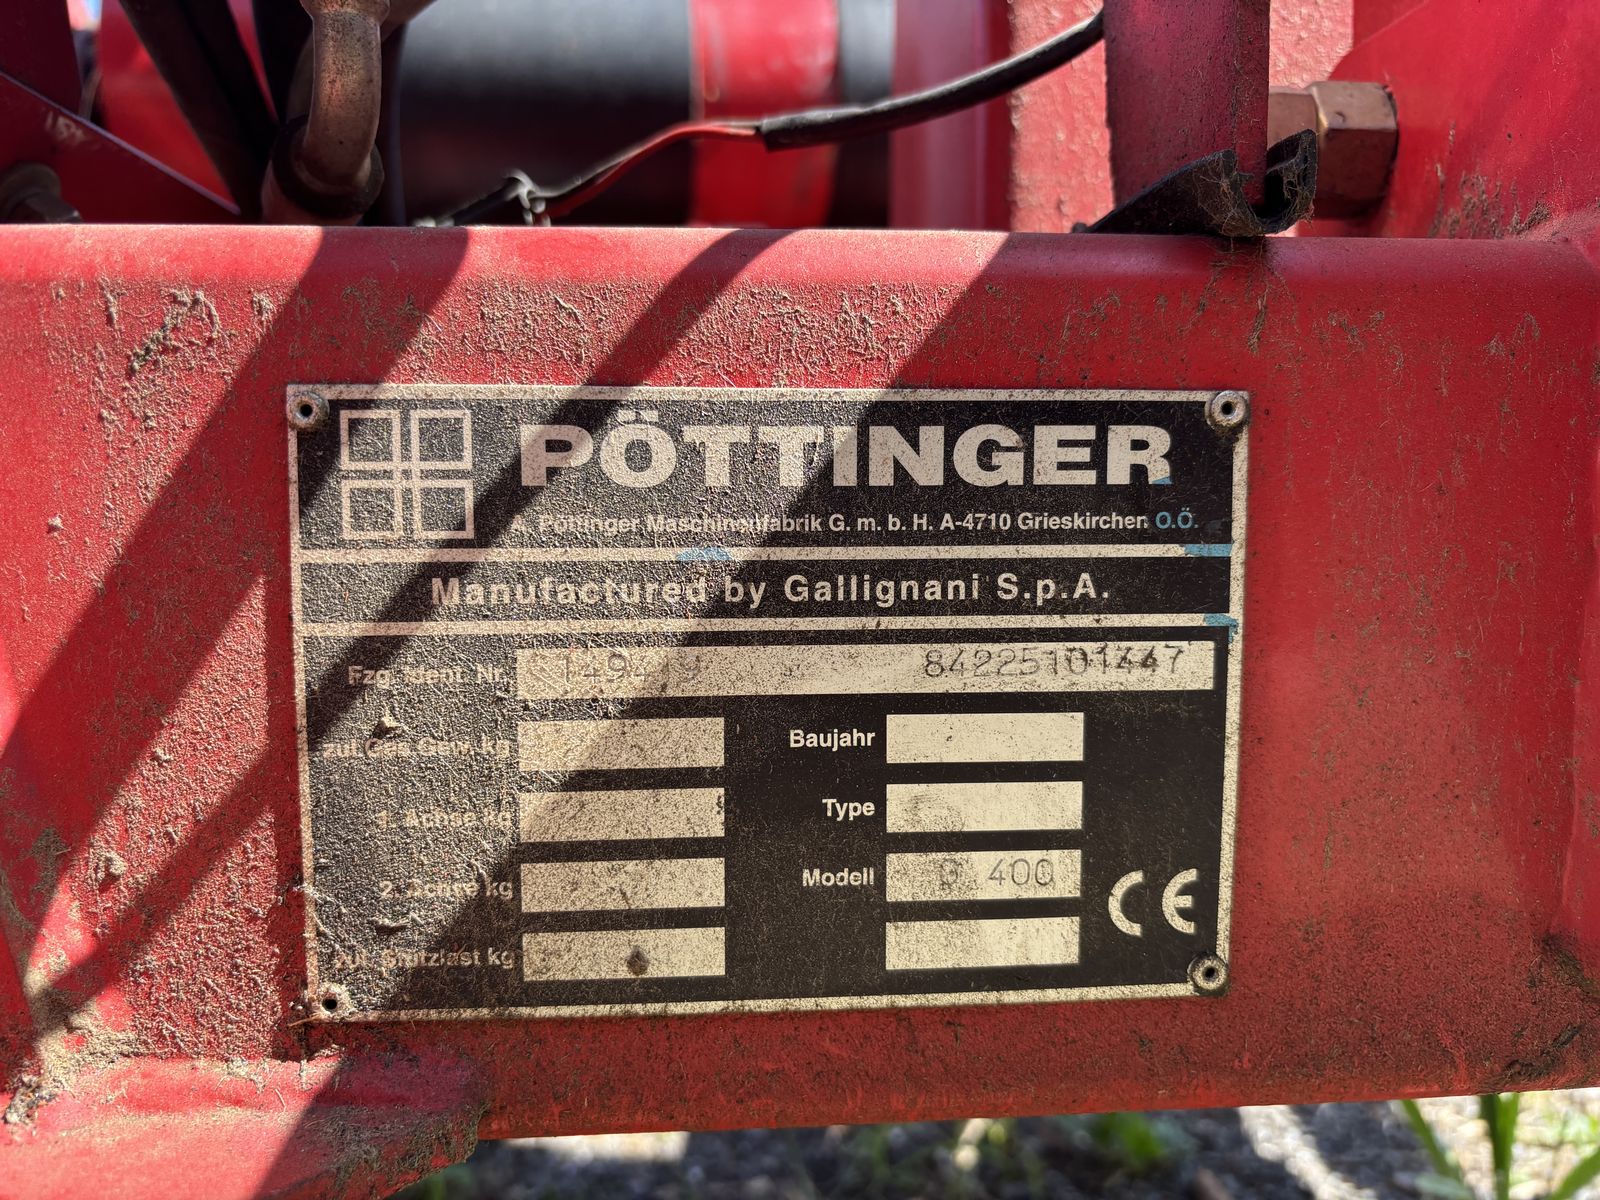 PÖTTINGER
A. Pöttinger Maschinenfabrik G. m. b. H. A-4710 Grieskirchen O.Ö.
Manufactured by Gallignani S.p.A.
Fzg. Ident. Nr. 84225101447
zul. Ges. Gew. kg
Baujahr
1. Achse kg
Type
2. Achse kg
Modell 400
zul. Stützlast kg
CE